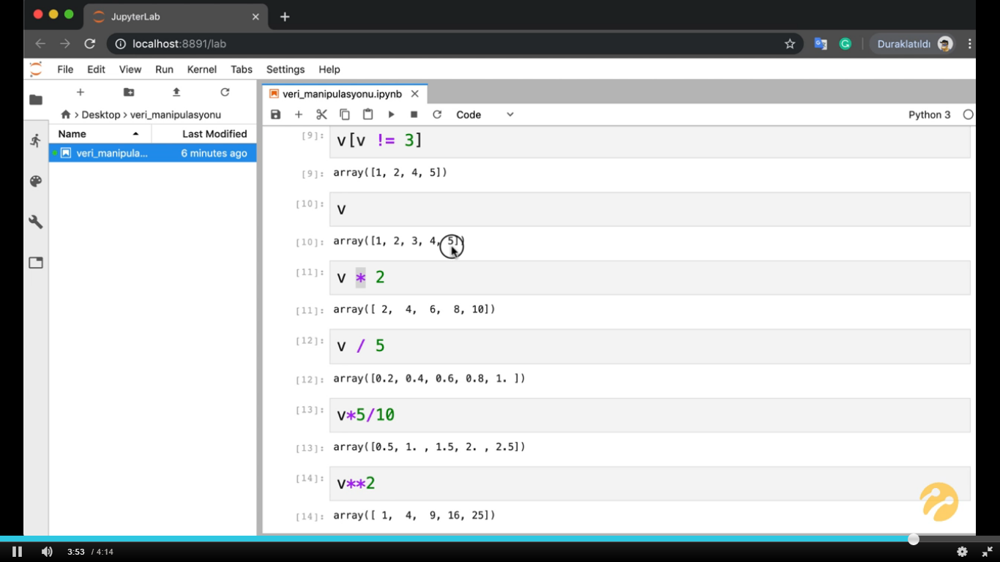 JupyterLab
localhost:8891/lab
Duraklatıldı
File Edit View Run Kernel Tabs Settings Help
veri_manipulasyonu.ipynb
Desktop > veri_manipulasyonu
Code
Python 3
Name Last Modified
veri_manipula... 6 minutes ago
[9]: v[v != 3]
[9]: array([1, 2, 4, 5])
[10]: v
[10]: array([1, 2, 3, 4, 5])
[11]: v * 2
[11]: array([ 2, 4, 6, 8, 10])
[12]: v / 5
[12]: array([0.2, 0.4, 0.6, 0.8, 1. ])
[13]: v*5/10
[13]: array([0.5, 1. , 1.5, 2. , 2.5])
[14]: v**2
[14]: array([ 1, 4, 9, 16, 25])
3:53 / 4:14